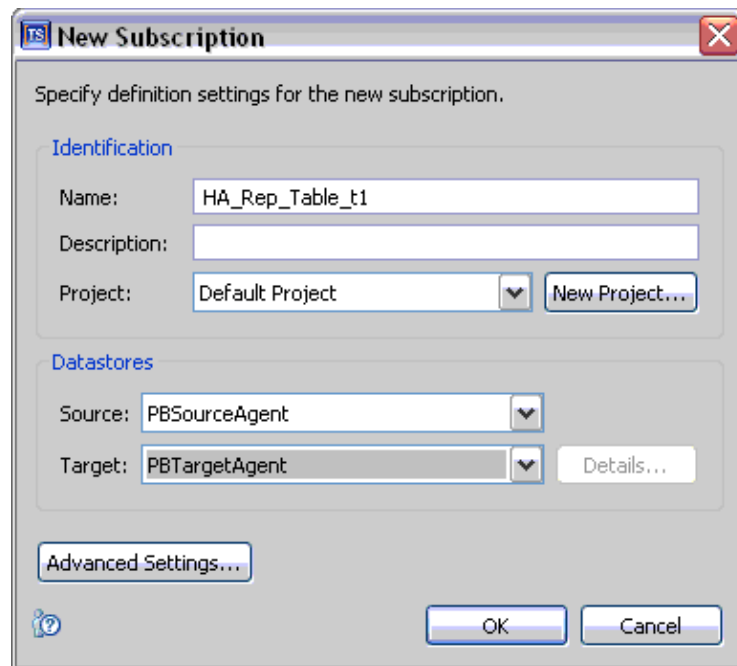 TS New Subscription
Specify definition settings for the new subscription.
Identification
Name: HA_Rep_Table_t1
Description:
Project: Default Project New Project...
Datastores
Source: PBSourceAgent
Target: PBTargetAgent Details...
Advanced Settings...
OK Cancel